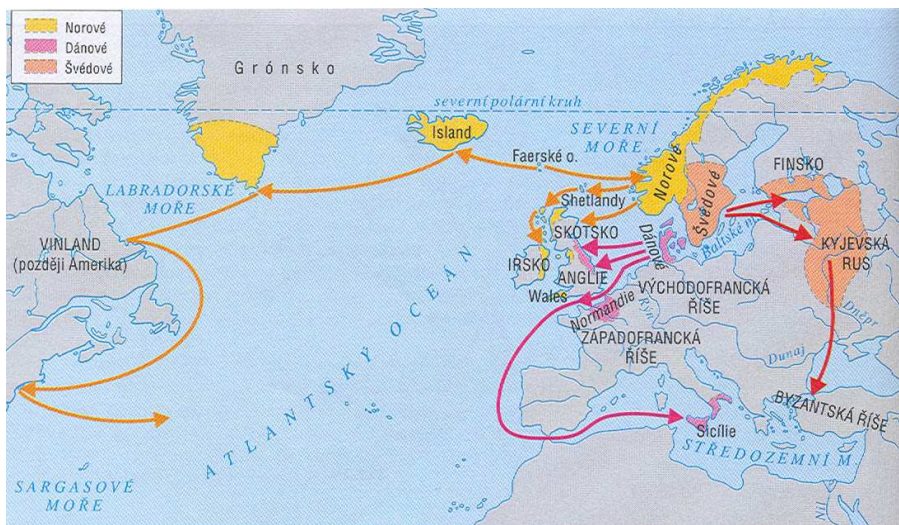 Norové
Dánové
Švédové
Grónsko
severní polární kruh
Island
SEVERNÍ
MOŘE
Faerské o.
Norové
FINSKO
LABRADORSKÉ
MOŘE
Shetlandy
Švédové
SKOTSKO
Dánové
Baltské m.
VINLAND
(později Amerika)
KYJEVSKÁ
RUS
IRSKO
ANGLIE
Wales
VÝCHODOFRANCKÁ
ŘÍŠE
Normandie
Rýn
Dněpr
ZÁPADOFRANCKÁ
ŘÍŠE
Dunaj
ATLANTSKÝ OCEÁN
BYZANTSKÁ ŘÍŠE
Sicílie
STŘEDOZEMNÍ M.
SARGASOVÉ
MOŘE
Nil